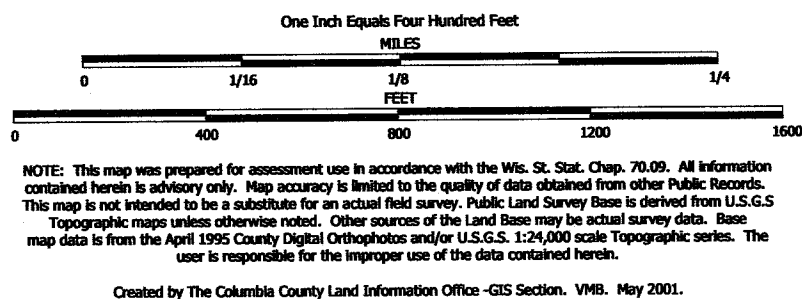 One Inch Equals Four Hundred Feet
MILES
0 1/16 1/8 1/4
FEET
0 400 800 1200 1600
NOTE: This map was prepared for assessment use in accordance with the Wis. St. Stat. Chap. 70.09. All information
contained herein is advisory only. Map accuracy is limited to the quality of data obtained from other Public Records.
This map is not intended to be a substitute for an actual field survey. Public Land Survey Base is derived from U.S.G.S
Topographic maps unless otherwise noted. Other sources of the Land Base may be actual survey data. Base
map data is from the April 1995 County Digital Orthophotos and/or U.S.G.S. 1:24,000 scale Topographic series. The
user is responsible for the improper use of the data contained herein.
Created by The Columbia County Land Information Office -GIS Section. VMB. May 2001.